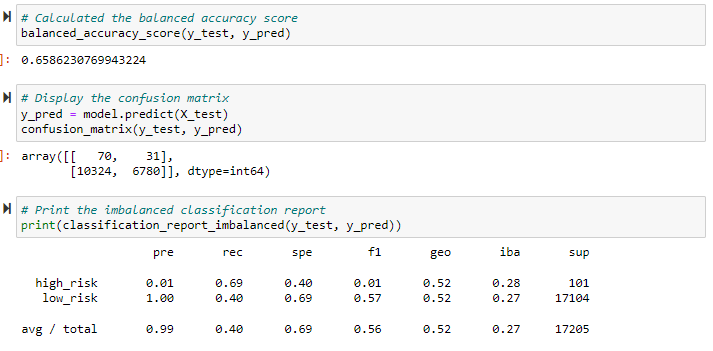 # Calculated the balanced accuracy score
balanced_accuracy_score(y_test, y_pred)
]: 0.6586230769943224
# Display the confusion matrix
y_pred = model.predict(X_test)
confusion_matrix(y_test, y_pred)
]: array([[   70,    31],
       [10324,  6780]], dtype=int64)
# Print the imbalanced classification report
print(classification_report_imbalanced(y_test, y_pred))
pre       rec       spe        f1       geo       iba       sup
high_risk       0.01      0.69      0.40      0.01      0.52      0.28       101
low_risk       1.00      0.40      0.69      0.57      0.52      0.27     17104
avg / total       0.99      0.40      0.69      0.56      0.52      0.27     17205